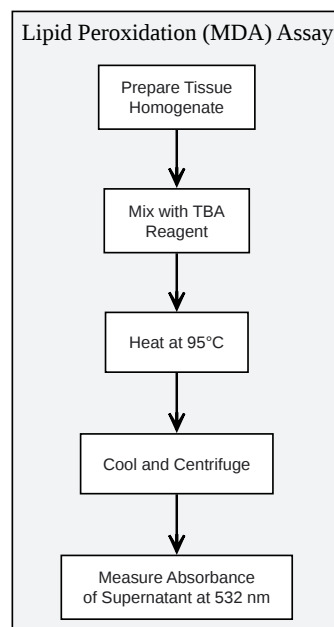 Lipid Peroxidation (MDA) Assay
Prepare Tissue
Homogenate
Mix with TBA
Reagent
Heat at 95°C
Cool and Centrifuge
Measure Absorbance
of Supernatant at 532 nm